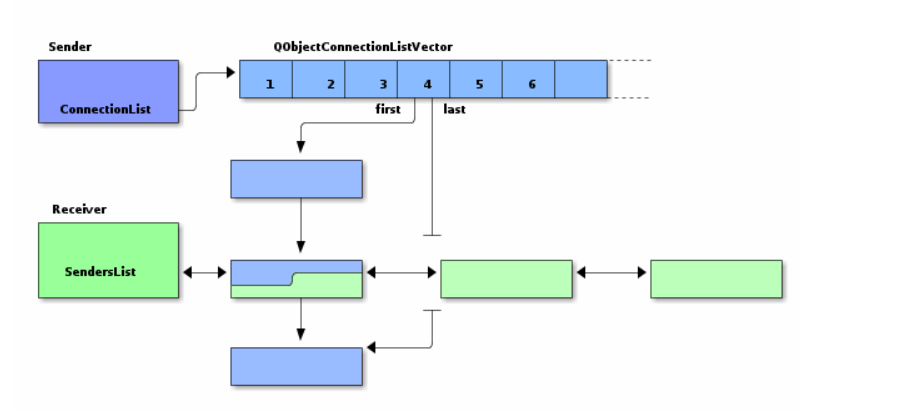 Sender
QObjectConnectionListVector
1 2 3 4 5 6
ConnectionList
first last
Receiver
SendersList